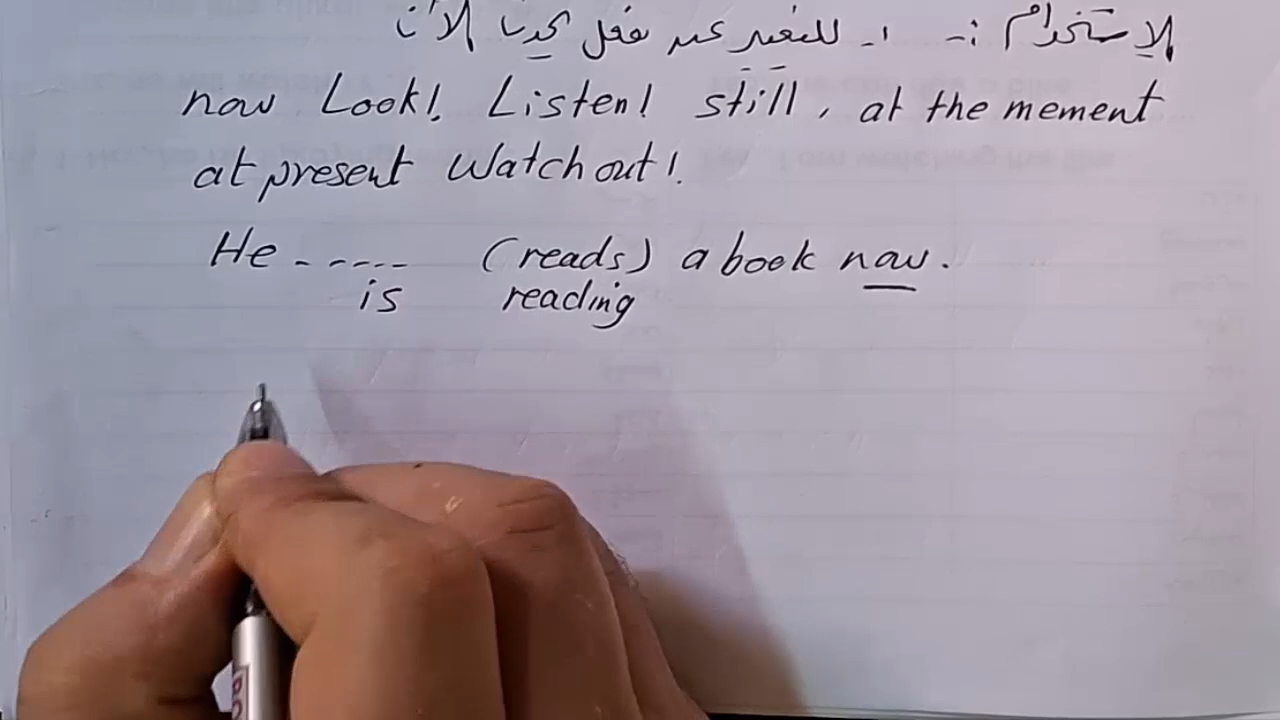 الاستخدام :- ١- للتعبير عن فعل يحدث الآن
now Look!, Listen! still, at the mement
at present Watch out!.
He ----- (reads) a book now.
is reading